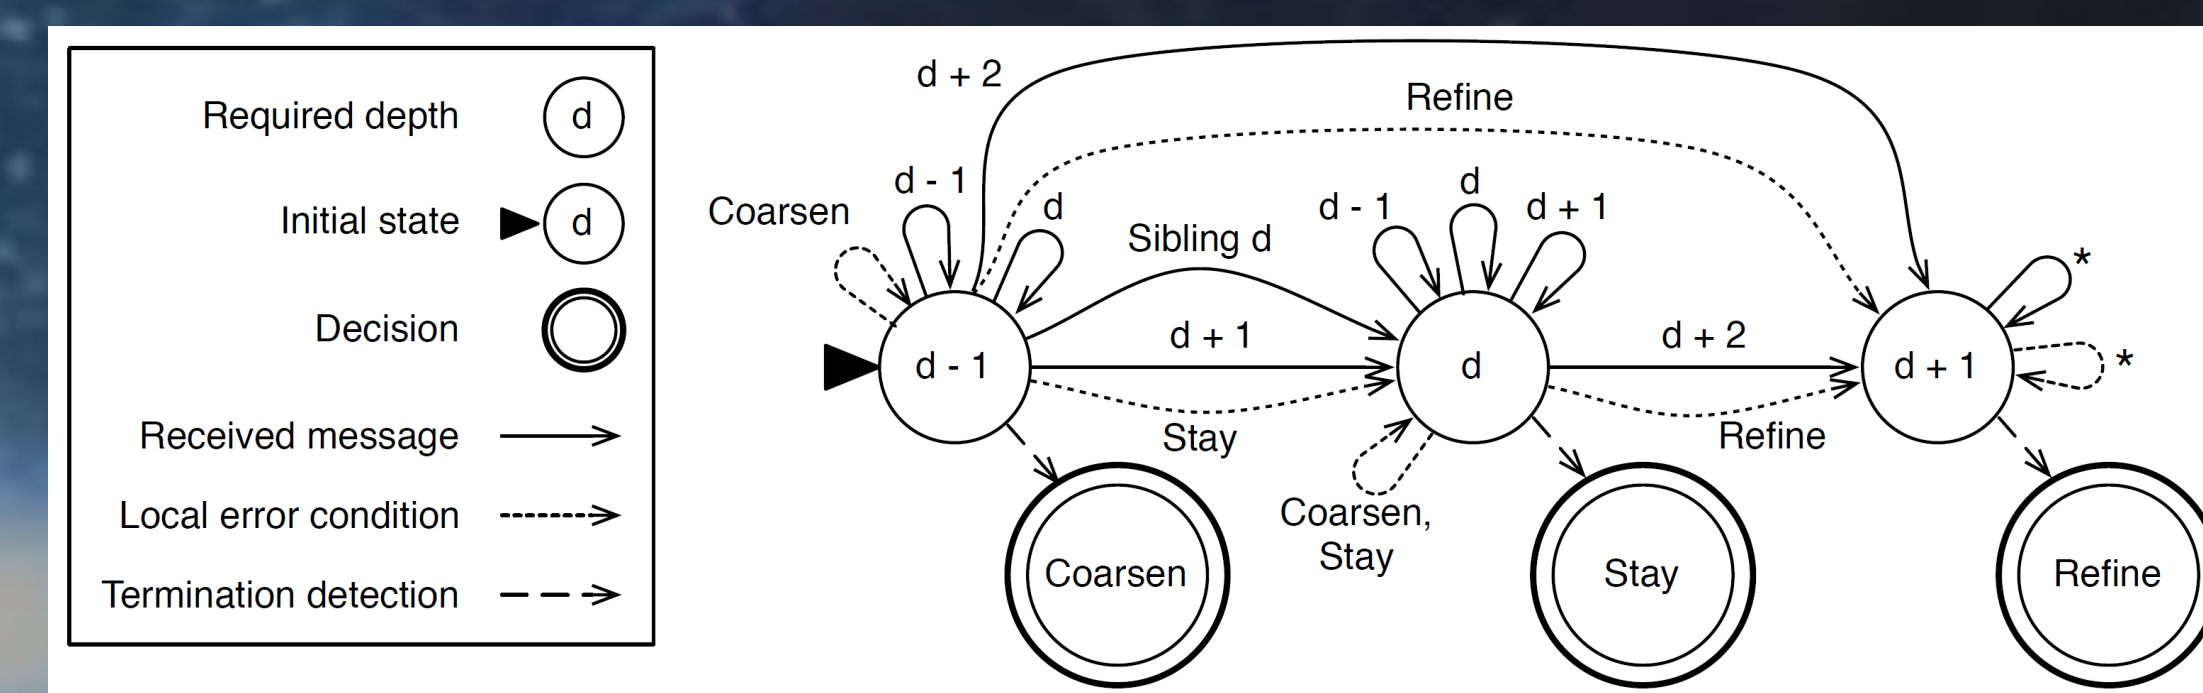 Required depth
d
Initial state
d
Decision
Received message
Local error condition
Termination detection
d + 2
Refine
Coarsen
d - 1
d
Sibling d
d - 1
d
d + 1
*
d - 1
d + 1
d
d + 2
d + 1
*
Stay
Refine
Coarsen,
Stay
Coarsen
Stay
Refine